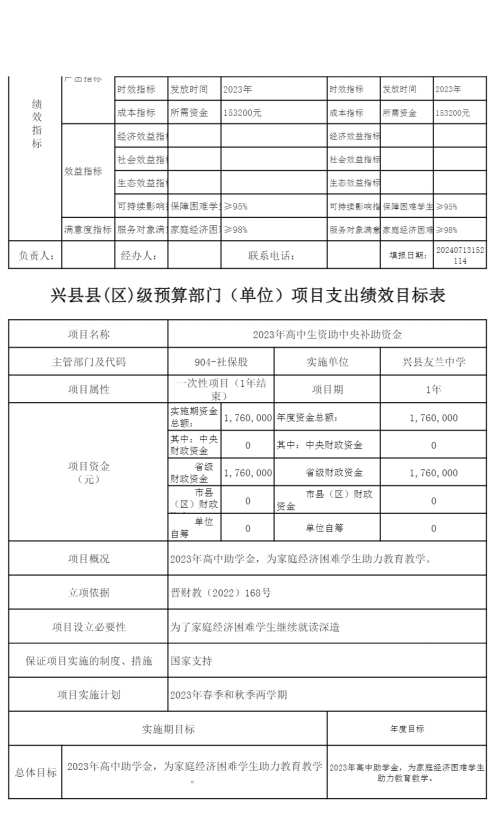 产出指标
绩效指标
时效指标 发放时间 2023年 时效指标 发放时间 2023年
成本指标 所需资金 153200元 成本指标 所需资金 153200元
效益指标
经济效益指标 经济效益指标
社会效益指标 社会效益指标
生态效益指标 生态效益指标
可持续影响 保障困难学 ≥95% 可持续影响指 保障困难学生 ≥95%
满意度指标 服务对象满 家庭经济困 ≥98% 服务对象满意 家庭经济困难 ≥98%
负责人： 经办人： 联系电话： 填报日期： 20240713152
114
兴县县(区)级预算部门（单位）项目支出绩效目标表
项目名称 2023年高中生资助中央补助资金
主管部门及代码 904-社保股 实施单位 兴县友兰中学
项目属性 一次性项目（1年结
束） 项目期 1年
项目资金
（元）
实施期资金
总额： 1,760,000 年度资金总额： 1,760,000
其中：中央
财政资金 0 其中：中央财政资金 0
省级
财政资金 1,760,000 省级财政资金 1,760,000
市县
（区）财政 0 市县（区）财政
资金 0
单位
自筹 0 单位自筹 0
项目概况 2023年高中助学金，为家庭经济困难学生助力教育教学。
立项依据 晋财教（2022）168号
项目设立必要性 为了家庭经济困难学生继续就读深造
保证项目实施的制度、措施 国家支持
项目实施计划 2023年春季和秋季两学期
实施期目标 年度目标
总体目标 2023年高中助学金，为家庭经济困难学生助力教育教学
。 2023年高中助学金，为家庭经济困难学生
助力教育教学。